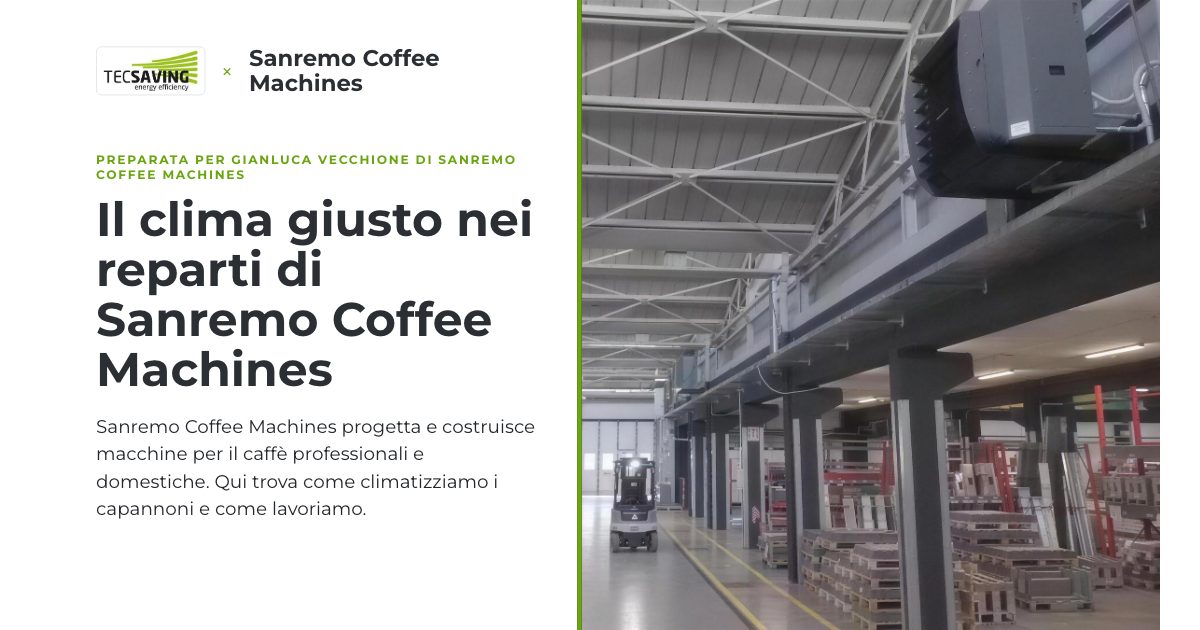 TECSAVING
energy efficiency
×
Sanremo Coffee
Machines
PREPARATA PER GIANLUCA VECCHIONE DI SANREMO
COFFEE MACHINES
Il clima giusto nei
reparti di
Sanremo Coffee
Machines
Sanremo Coffee Machines progetta e costruisce
macchine per il caffè professionali e
domestiche. Qui trova come climatizziamo i
capannoni e come lavoriamo.